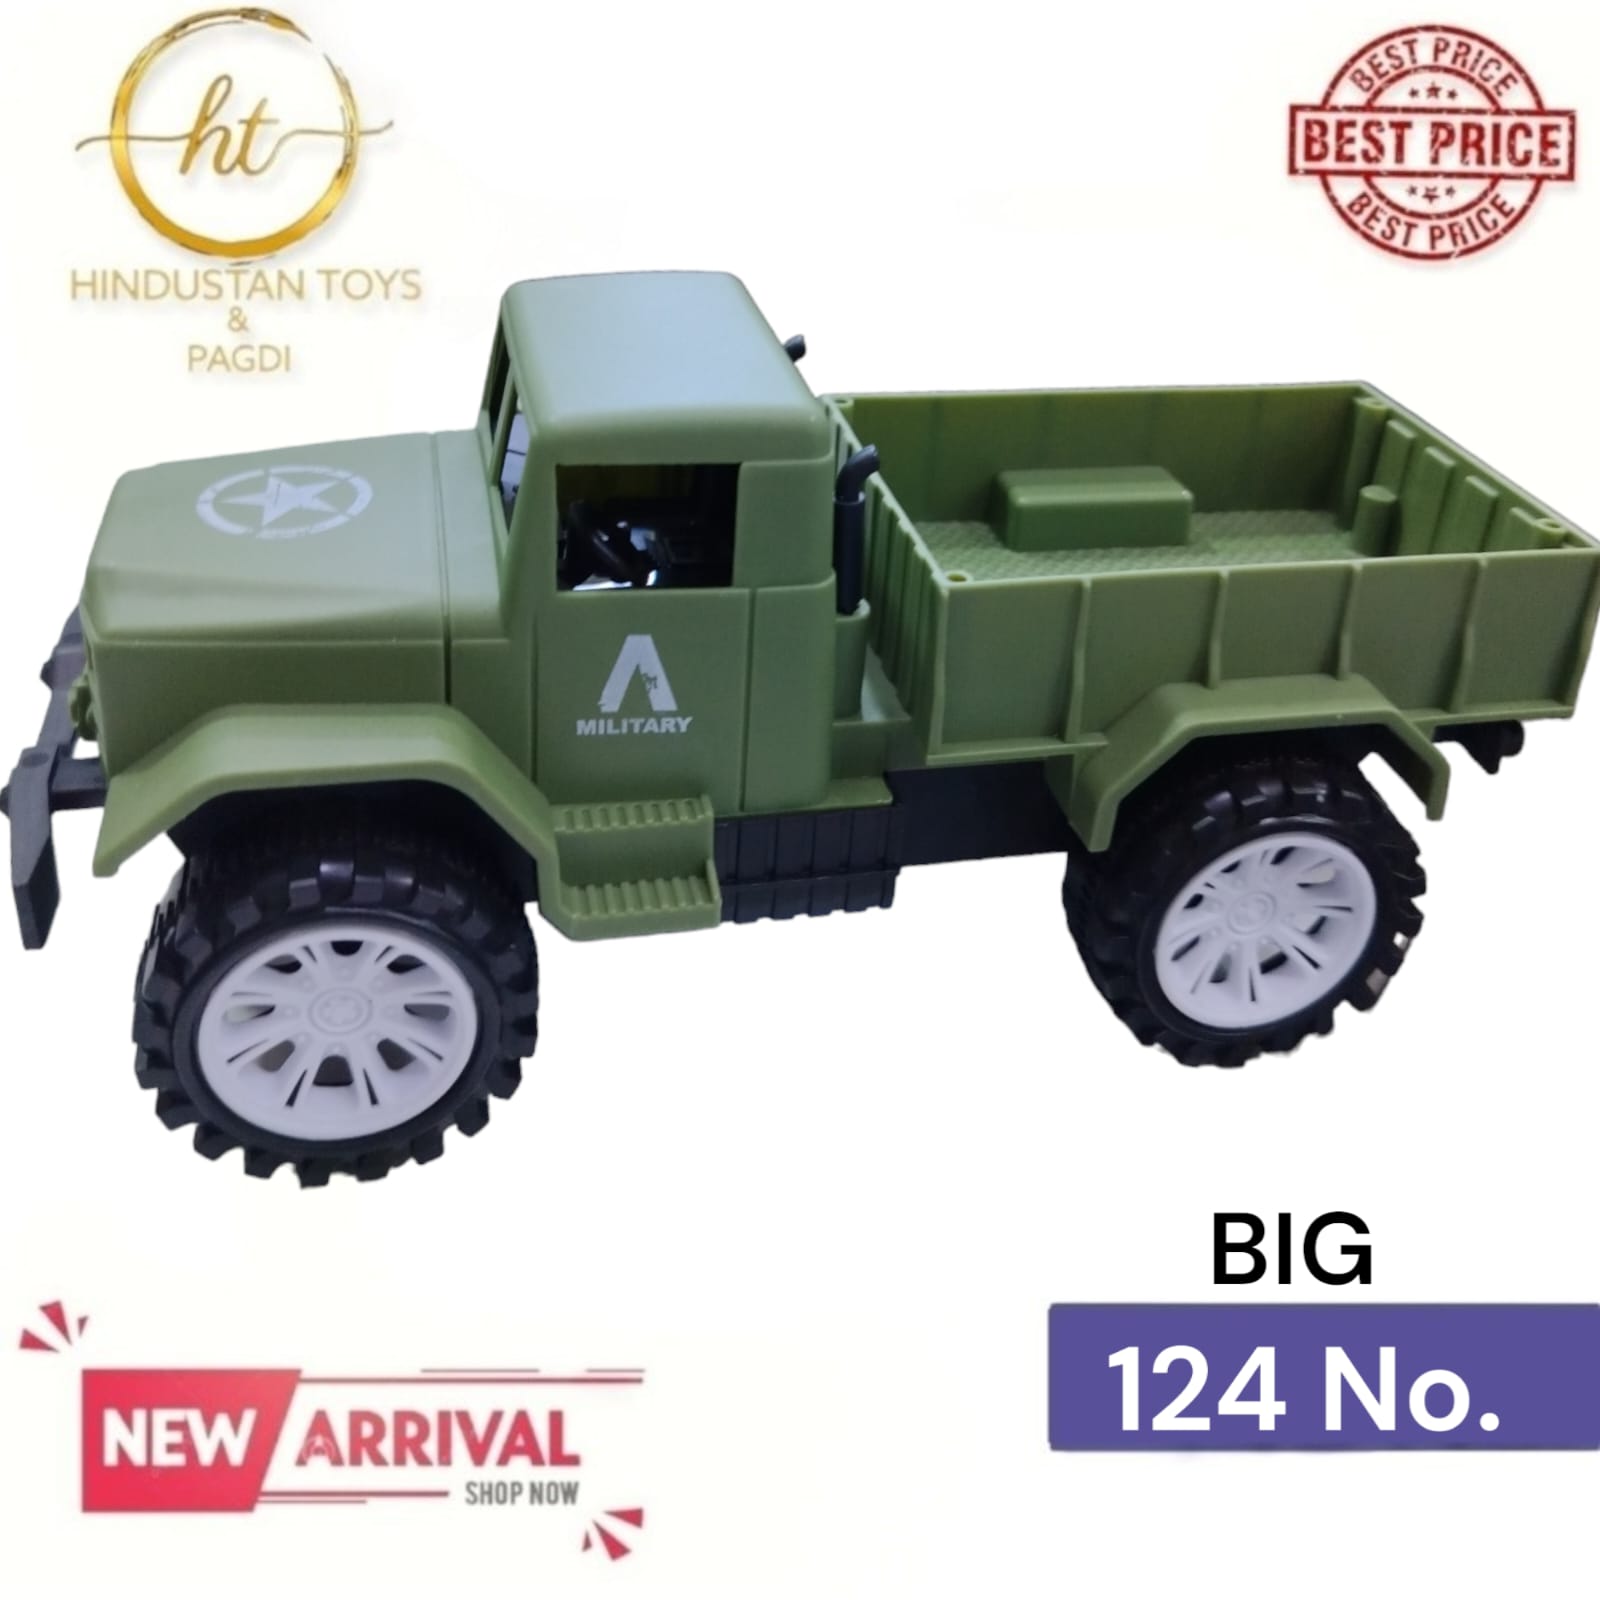 ht
HINDUSTAN TOYS
&
PAGDI
BEST PRICE
BEST PRICE
BEST PRICE
A
MILITARY
BIG
124 No.
NEW ARRIVAL
SHOP NOW